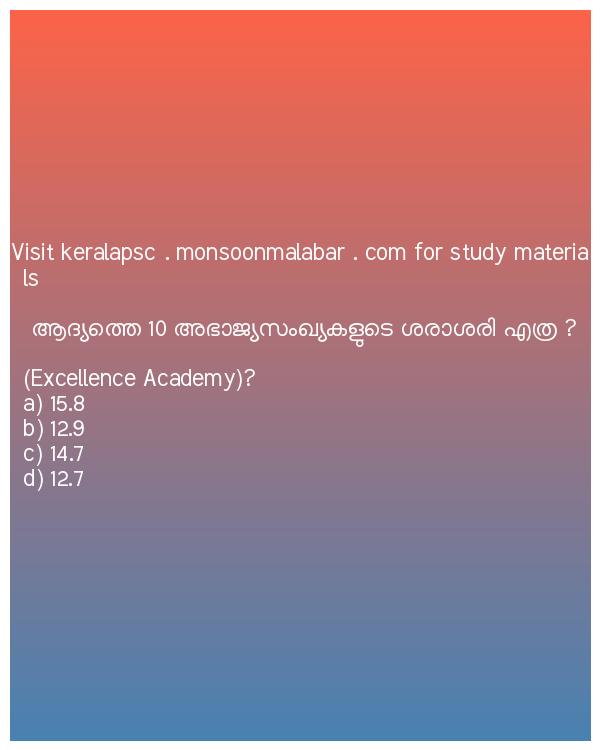 Visit keralapsc . monsoonmalabar . com for study materia
ls
ആദ്യത്തെ 10 അഭാജ്യസംഖ്യകളുടെ ശരാശരി എത്ര ?
(Excellence Academy)?
a) 15.8
b) 12.9
c) 14.7
d) 12.7